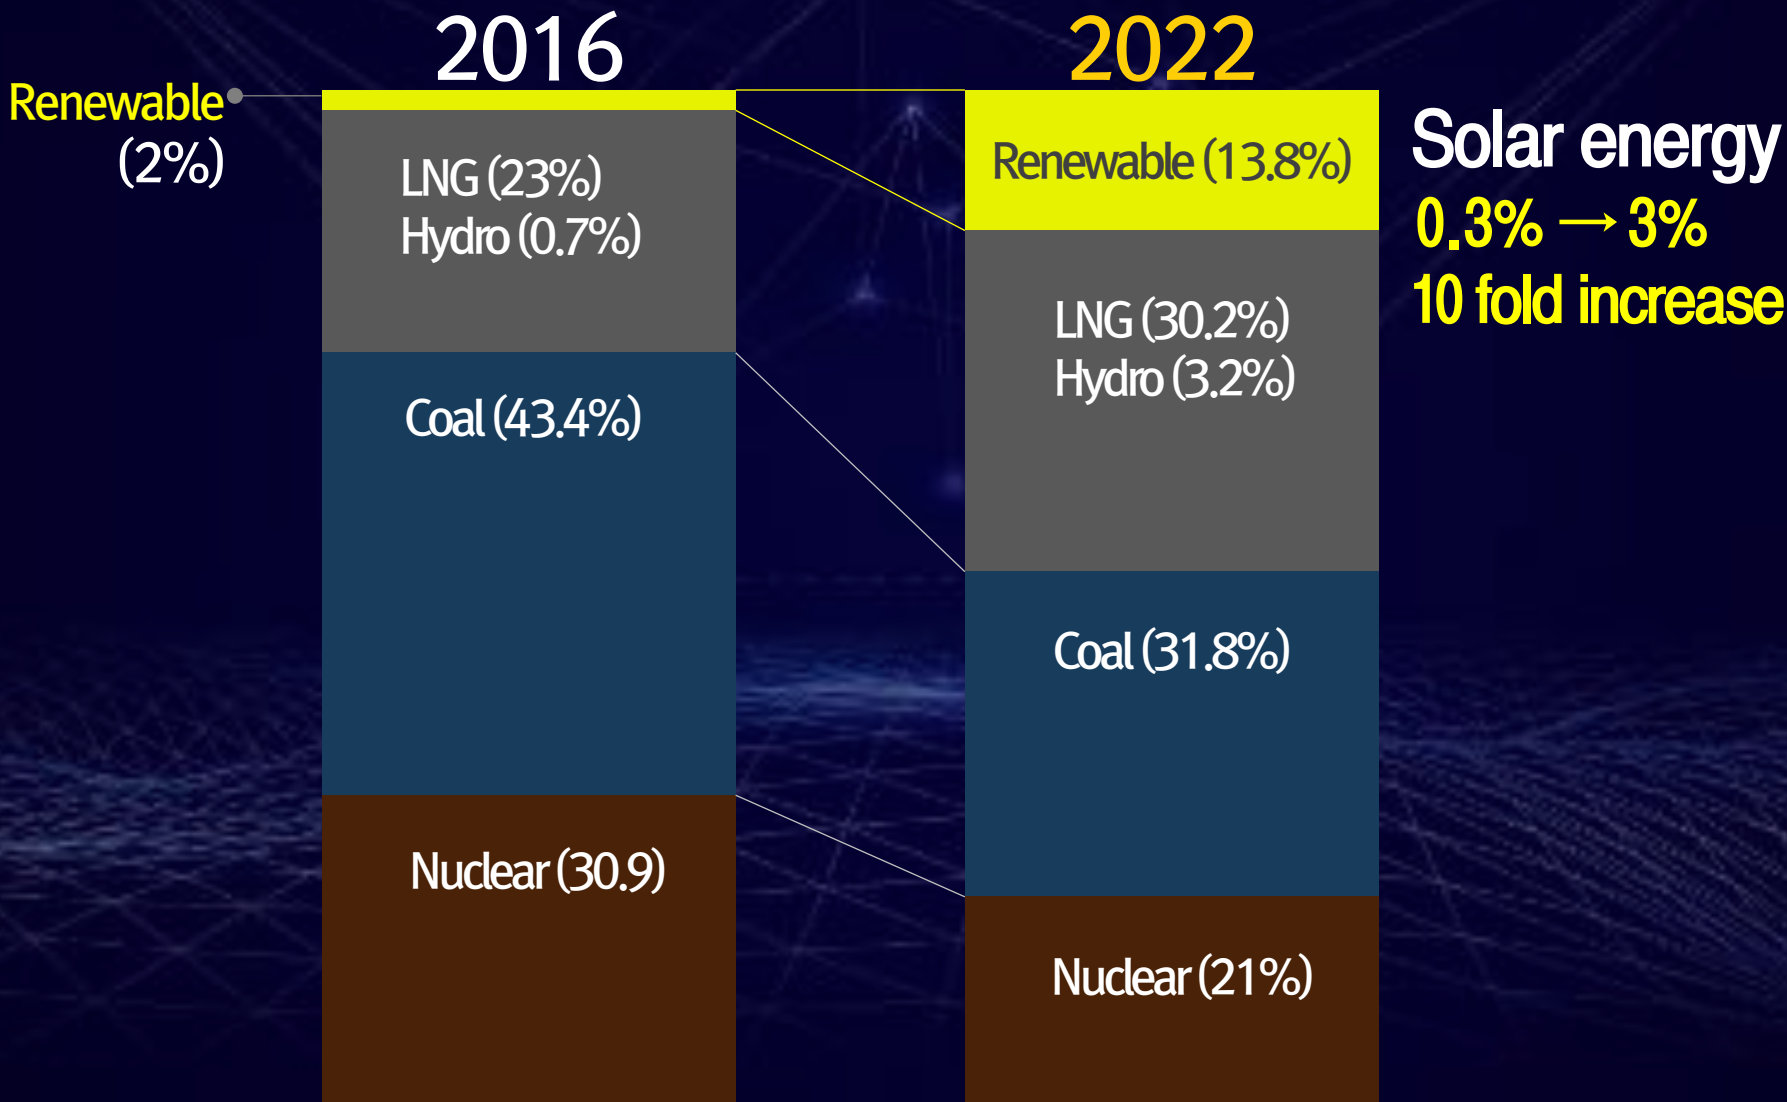 2016
Renewable
(2%)
LNG (23%)
Hydro (0.7%)
Coal (43.4%)
Nuclear (30.9)
2022
Renewable (13.8%)
LNG (30.2%)
Hydro (3.2%)
Coal (31.8%)
Nuclear (21%)
Solar energy
0.3% → 3%
10 fold increase